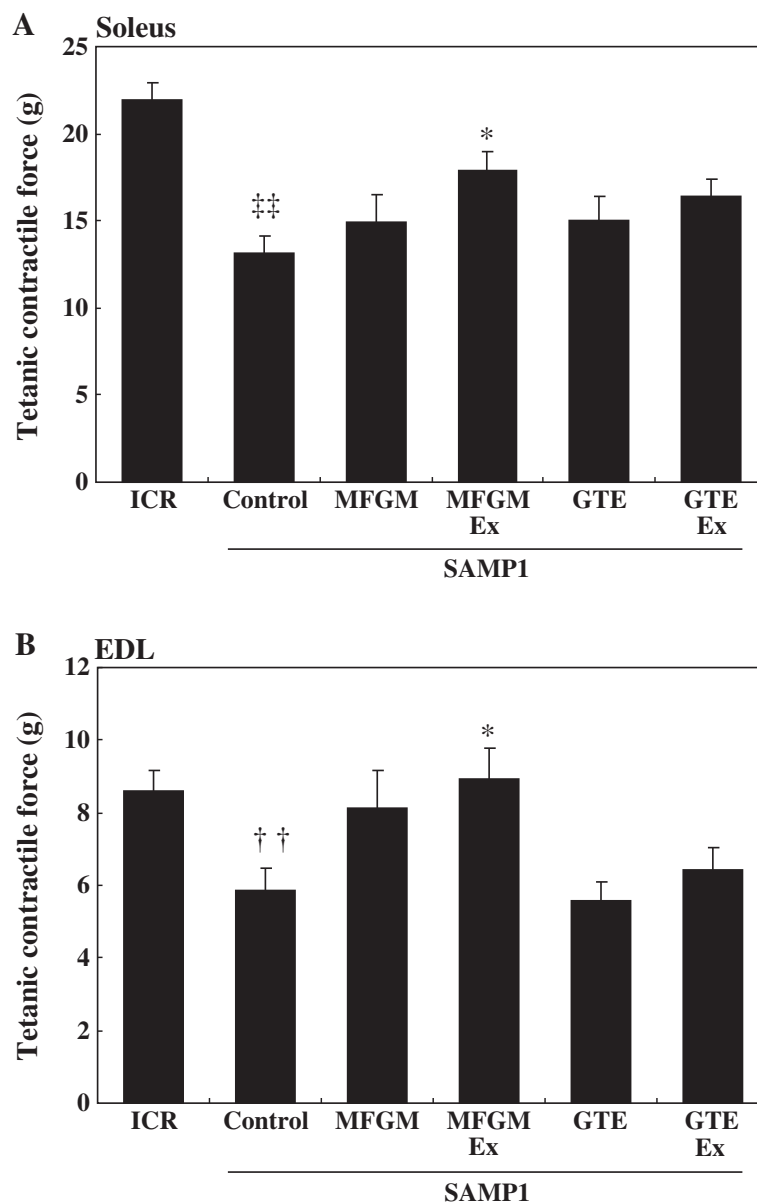 A Soleus
Tetanic contractile force (g)
25
20
15
10
5
0
‡‡
*
ICR Control MFGM MFGM Ex GTE GTE Ex
SAMP1
B EDL
Tetanic contractile force (g)
12
10
8
6
4
2
0
† †
*
ICR Control MFGM MFGM Ex GTE GTE Ex
SAMP1